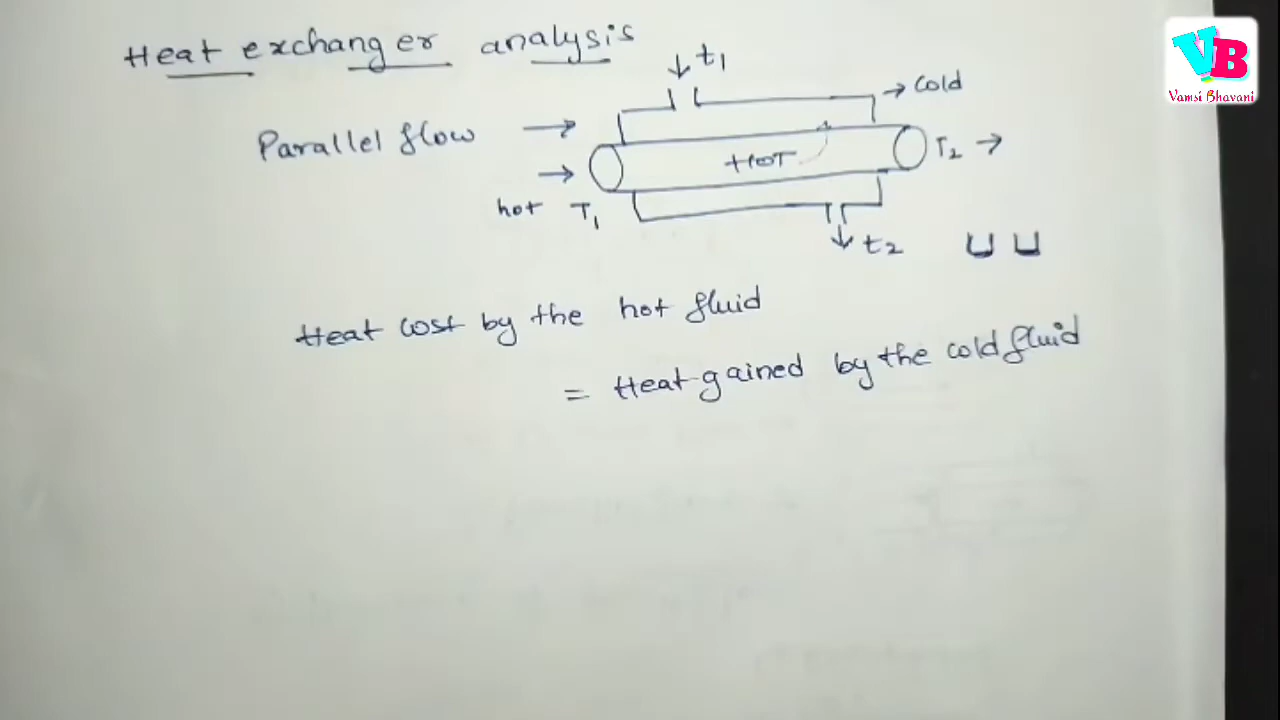 Heat exchanger analysis
↓ t1
→ Cold
Parallel flow →
HOT
T2 →
→
hot T1
↓ t2
Heat lost by the hot fluid
= Heat gained by the cold fluid
VB
Vamsi Bhavani